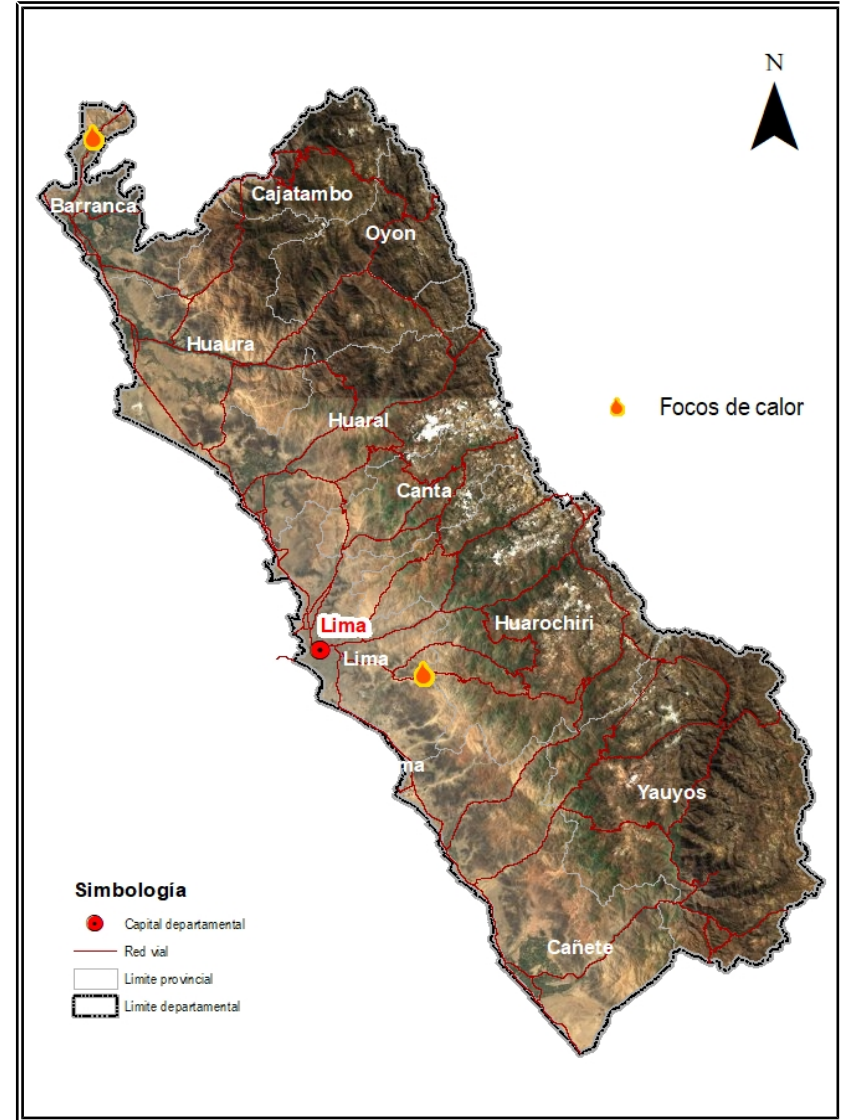 N
Cajatambo
Barranca
Oyon
Huaura
Focos de calor
Huaral
Canta
Lima
Huarochiri
Lima
ma
Yauyos
Simbología
Capital departamental
Red vial
Limite provincial
Limite departamental
Cañete